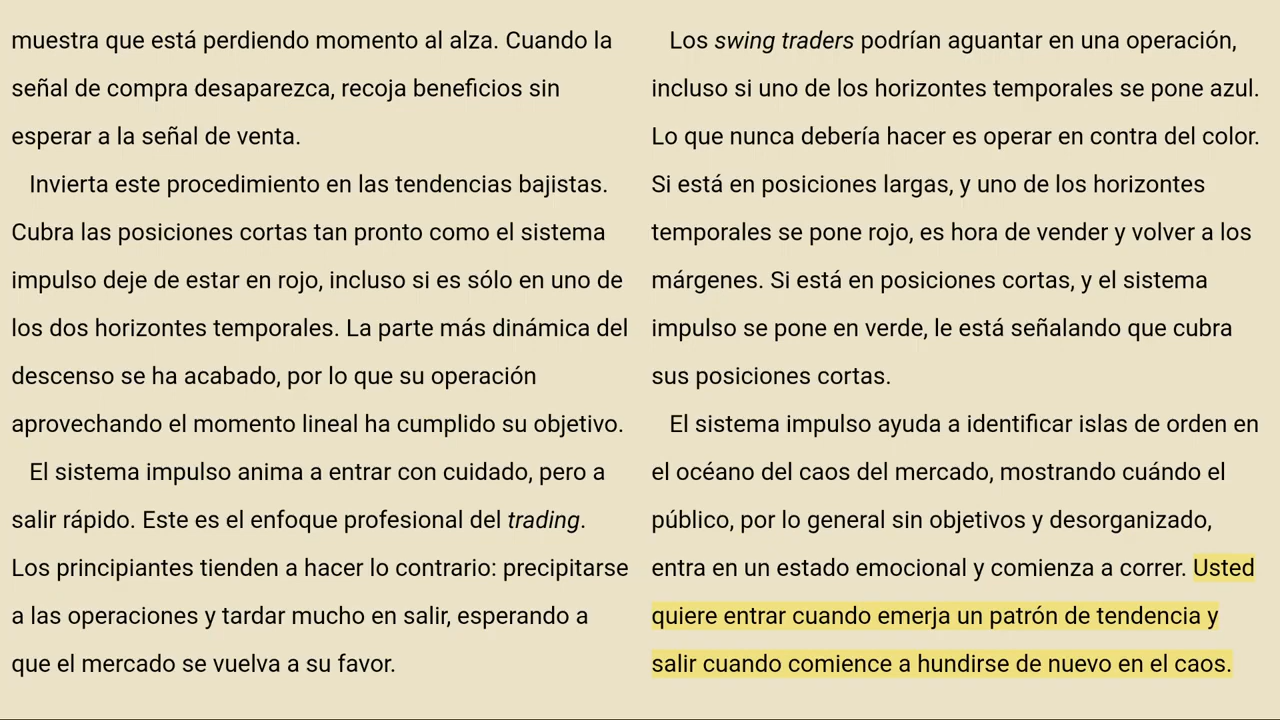 muestra que está perdiendo momento al alza. Cuando la
señal de compra desaparezca, recoja beneficios sin
esperar a la señal de venta.
Invierta este procedimiento en las tendencias bajistas.
Cubra las posiciones cortas tan pronto como el sistema
impulso deje de estar en rojo, incluso si es sólo en uno de
los dos horizontes temporales. La parte más dinámica del
descenso se ha acabado, por lo que su operación
aprovechando el momento lineal ha cumplido su objetivo.
El sistema impulso anima a entrar con cuidado, pero a
salir rápido. Este es el enfoque profesional del trading.
Los principiantes tienden a hacer lo contrario: precipitarse
a las operaciones y tardar mucho en salir, esperando a
que el mercado se vuelva a su favor.
Los swing traders podrían aguantar en una operación,
incluso si uno de los horizontes temporales se pone azul.
Lo que nunca debería hacer es operar en contra del color.
Si está en posiciones largas, y uno de los horizontes
temporales se pone rojo, es hora de vender y volver a los
márgenes. Si está en posiciones cortas, y el sistema
impulso se pone en verde, le está señalando que cubra
sus posiciones cortas.
El sistema impulso ayuda a identificar islas de orden en
el océano del caos del mercado, mostrando cuándo el
público, por lo general sin objetivos y desorganizado,
entra en un estado emocional y comienza a correr. Usted
quiere entrar cuando emerja un patrón de tendencia y
salir cuando comience a hundirse de nuevo en el caos.